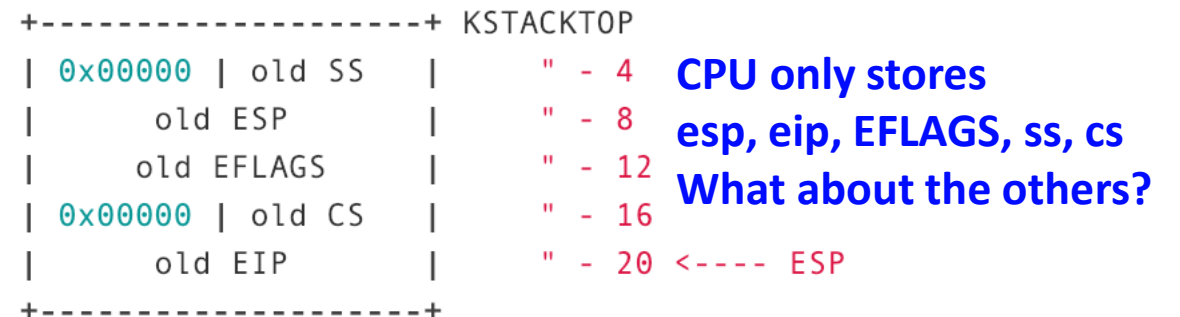 +--------------------+ KSTACKTOP
| 0x00000 | old SS   |     " - 4
|      old ESP       |     " - 8
|     old EFLAGS     |     " - 12
| 0x00000 | old CS   |     " - 16
|      old EIP       |     " - 20 <---- ESP
+--------------------+
CPU only stores
esp, eip, EFLAGS, ss, cs
What about the others?